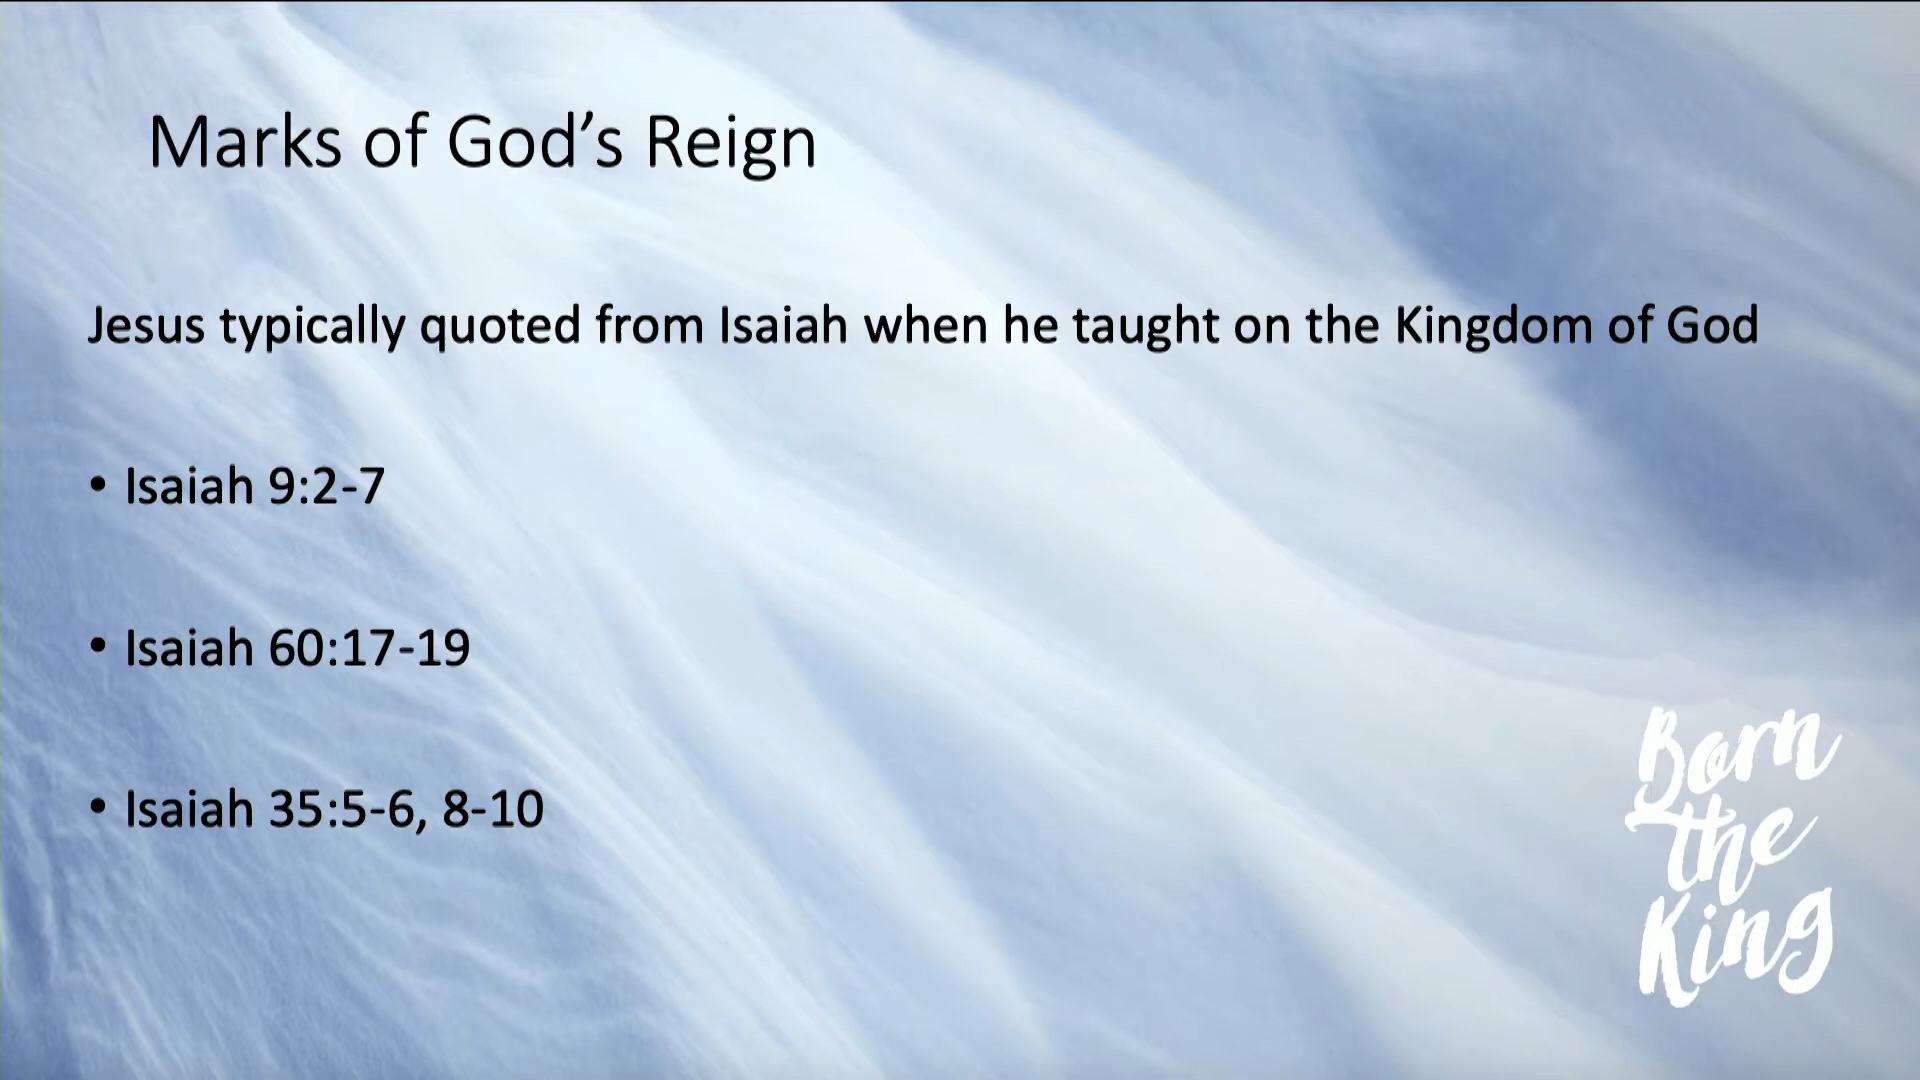 Marks of God’s Reign
Jesus typically quoted from Isaiah when he taught on the Kingdom of God
• Isaiah 9:2-7
• Isaiah 60:17-19
• Isaiah 35:5-6, 8-10
Born
the
King